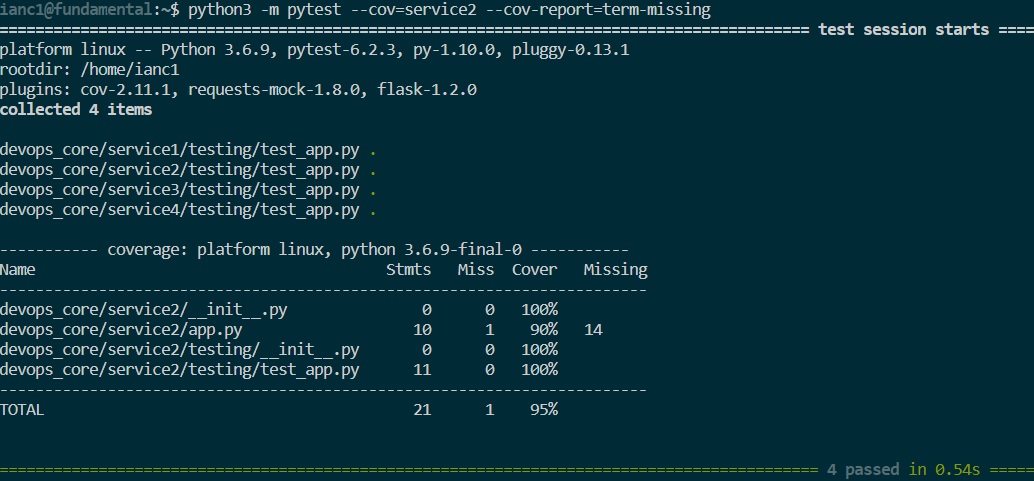 ianc1@fundamental:~$ python3 -m pytest --cov=service2 --cov-report=term-missing
========================================================================================== test session starts ====
platform linux -- Python 3.6.9, pytest-6.2.3, py-1.10.0, pluggy-0.13.1
rootdir: /home/ianc1
plugins: cov-2.11.1, requests-mock-1.8.0, flask-1.2.0
collected 4 items
devops_core/service1/testing/test_app.py .
devops_core/service2/testing/test_app.py .
devops_core/service3/testing/test_app.py .
devops_core/service4/testing/test_app.py .
----------- coverage: platform linux, python 3.6.9-final-0 -----------
Name                                       Stmts   Miss  Cover   Missing
------------------------------------------------------------------------
devops_core/service2/__init__.py               0      0   100%
devops_core/service2/app.py                   10      1    90%   14
devops_core/service2/testing/__init__.py       0      0   100%
devops_core/service2/testing/test_app.py      11      0   100%
------------------------------------------------------------------------
TOTAL                                         21      1    95%
=========================================================================================== 4 passed in 0.54s =====